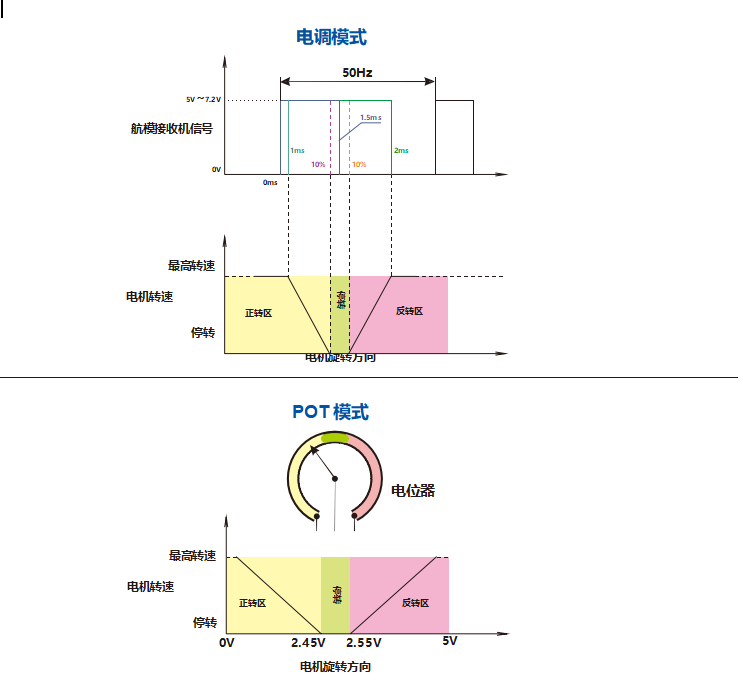 电调模式
50Hz
5V～7.2V
1.5ms
航模接收机信号
1ms
2ms
10%
10%
0V
0ms
最高转速
电机转速
停转
正转区
反转区
停转
电机旋转方向
POT 模式
电位器
最高转速
电机转速
停转
正转区
反转区
停转
0V
2.45V
2.55V
5V
电机旋转方向